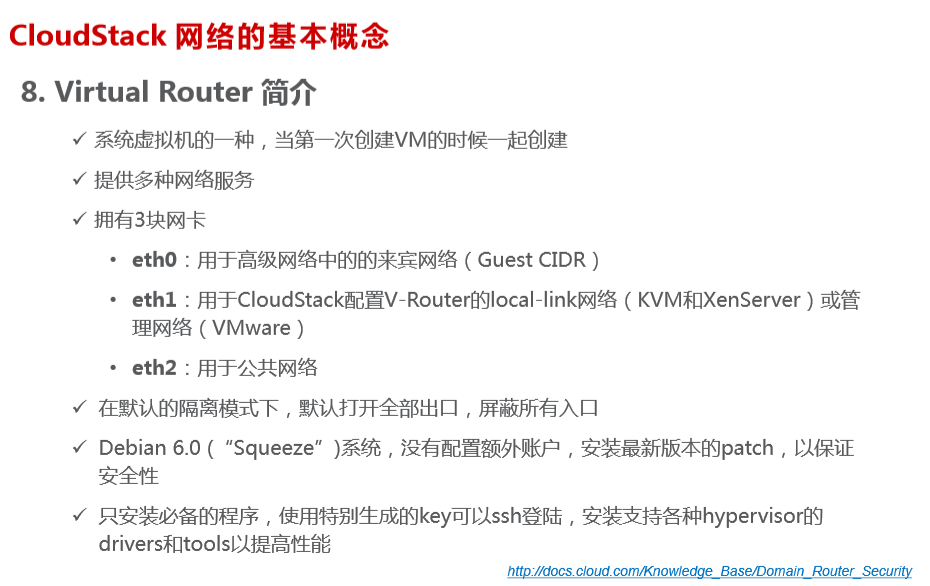 CloudStack 网络的基本概念
8. Virtual Router 简介
✓ 系统虚拟机的一种，当第一次创建VM的时候一起创建
✓ 提供多种网络服务
✓ 拥有3块网卡
• eth0：用于高级网络中的的来宾网络（Guest CIDR）
• eth1：用于CloudStack配置V-Router的local-link网络（KVM和XenServer）或管
理网络（VMware）
• eth2：用于公共网络
✓ 在默认的隔离模式下，默认打开全部出口，屏蔽所有入口
✓ Debian 6.0 (“Squeeze”)系统，没有配置额外账户，安装最新版本的patch，以保证
安全性
✓ 只安装必备的程序，使用特别生成的key可以ssh登陆，安装支持各种hypervisor的
drivers和tools以提高性能
http://docs.cloud.com/Knowledge_Base/Domain_Router_Security